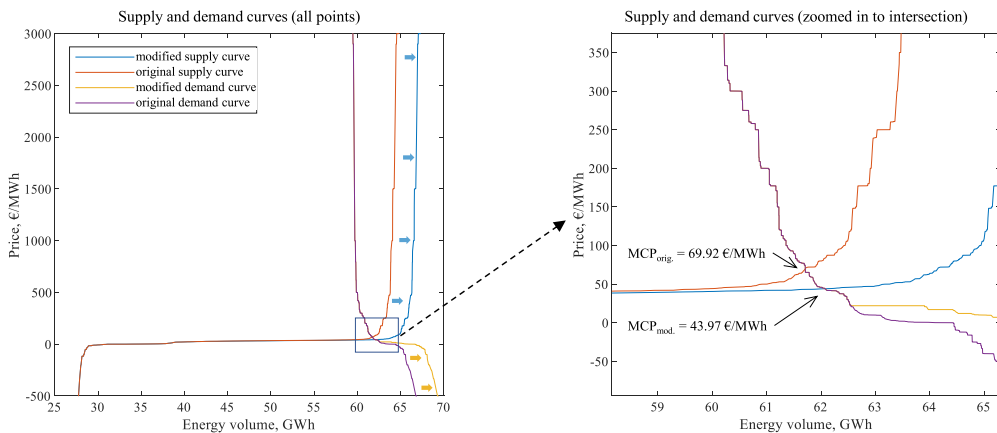 Supply and demand curves (all points)
3000
2500
2000
1500
1000
500
0
-500
Price, €/MWh
modified supply curve
original supply curve
modified demand curve
original demand curve
25 30 35 40 45 50 55 60 65 70
Energy volume, GWh
Supply and demand curves (zoomed in to intersection)
350
300
250
200
150
100
50
0
-50
Price, €/MWh
MCPorig. = 69.92 €/MWh
MCPmod. = 43.97 €/MWh
59 60 61 62 63 64 65
Energy volume, GWh